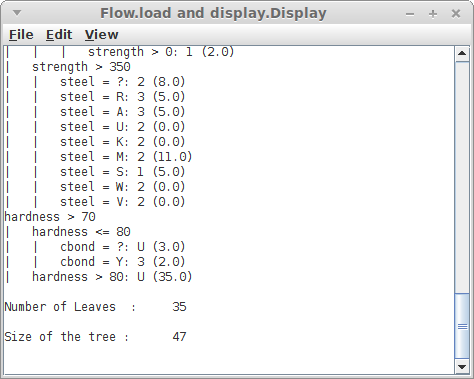 Flow.load and display.Display
File Edit View
|   |   |   strength > 0: 1 (2.0)
|   strength > 350
|   |   steel = ?: 2 (8.0)
|   |   steel = R: 3 (5.0)
|   |   steel = A: 3 (5.0)
|   |   steel = U: 2 (0.0)
|   |   steel = K: 2 (0.0)
|   |   steel = M: 2 (11.0)
|   |   steel = S: 1 (5.0)
|   |   steel = W: 2 (0.0)
|   |   steel = V: 2 (0.0)
hardness > 70
|   hardness <= 80
|   |   cbond = ?: U (3.0)
|   |   cbond = Y: 3 (2.0)
|   hardness > 80: U (35.0)
Number of Leaves  :     35
Size of the tree :      47